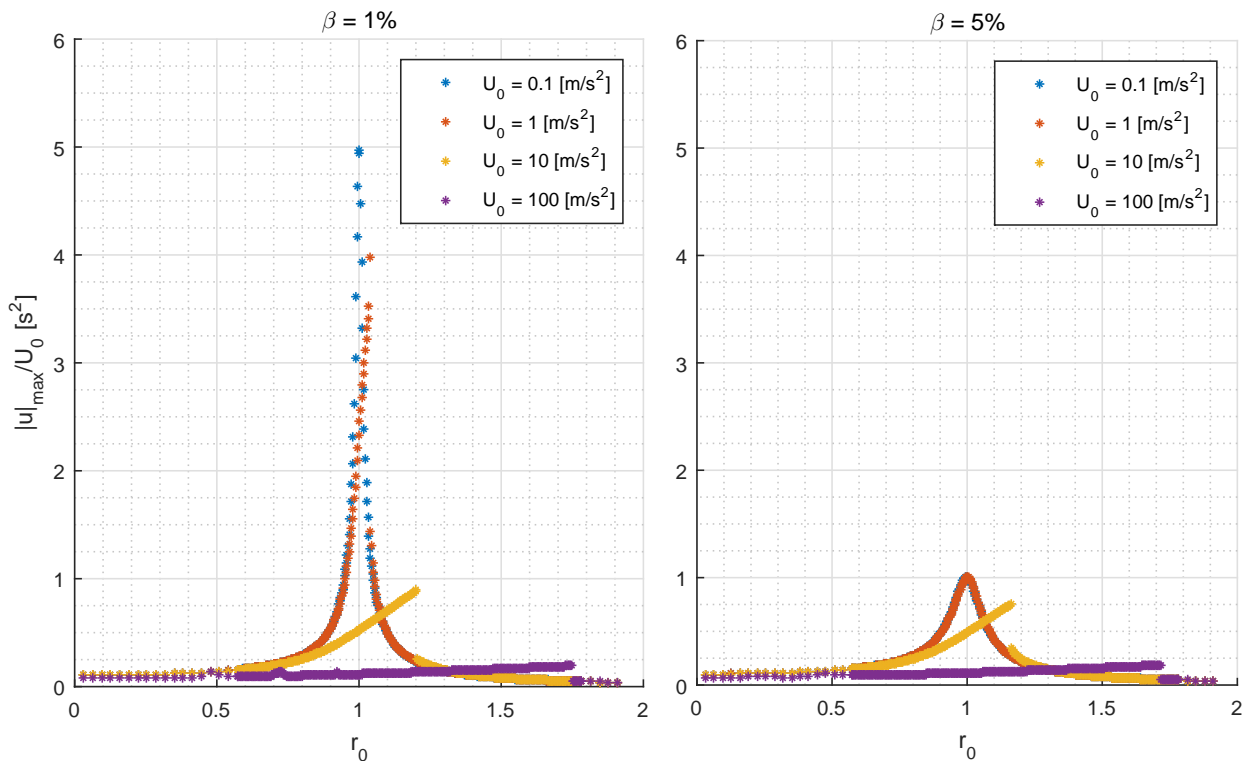 β = 1%
6
5
4
3
2
1
0
|u|max/U0 [s2]
0
0.5
1
1.5
2
r0
U0 = 0.1 [m/s2]
U0 = 1 [m/s2]
U0 = 10 [m/s2]
U0 = 100 [m/s2]
β = 5%
6
5
4
3
2
1
0
0
0.5
1
1.5
2
r0
U0 = 0.1 [m/s2]
U0 = 1 [m/s2]
U0 = 10 [m/s2]
U0 = 100 [m/s2]